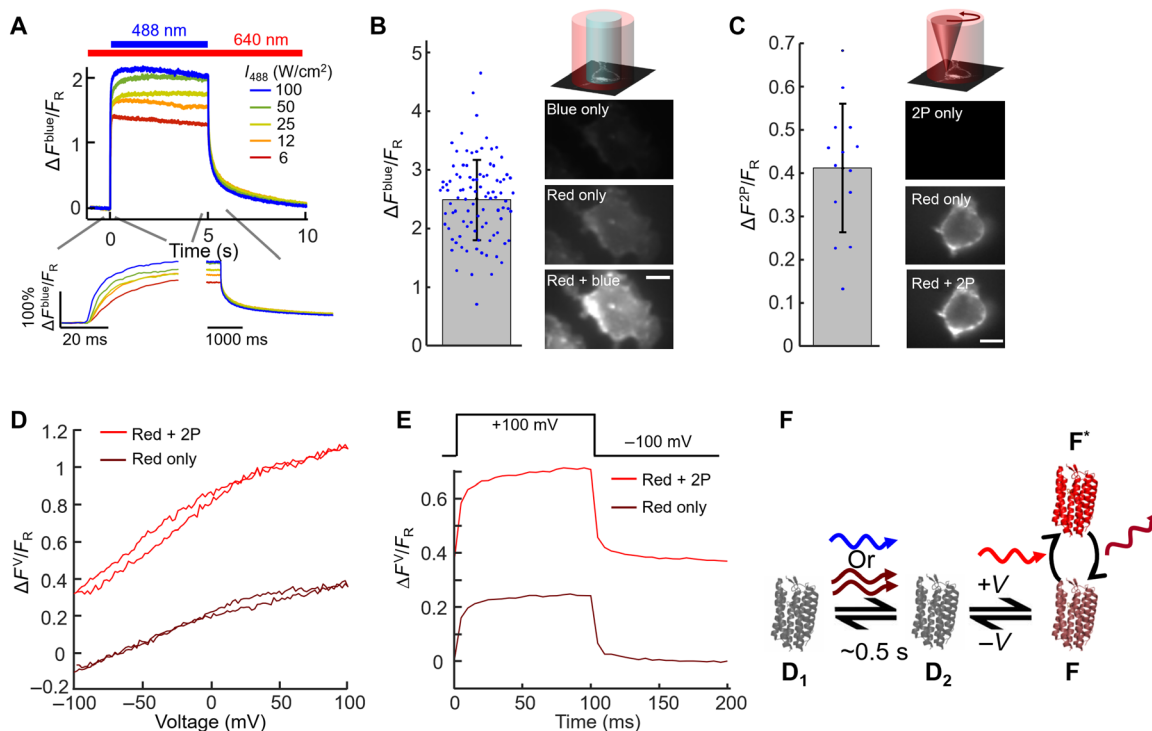 A
488 nm
640 nm
I488 (W/cm²)
100
50
25
12
6
ΔF^blue/F_R
2
1
0
0
5
10
Time (s)
100%
ΔF^blue/F_R
20 ms
1000 ms
B
ΔF^blue/F_R
5
4
3
2
1
0
Blue only
Red only
Red + blue
C
ΔF^2P/F_R
0.7
0.6
0.5
0.4
0.3
0.2
0.1
0
2P only
Red only
Red + 2P
D
Red + 2P
Red only
ΔF^V/F_R
1.2
1
0.8
0.6
0.4
0.2
0
–0.2
–100
–50
0
50
100
Voltage (mV)
E
+100 mV
–100 mV
Red + 2P
Red only
ΔF^V/F_R
0.6
0.4
0.2
0
0
50
100
150
200
Time (ms)
F
F*
Or
+V
–V
~0.5 s
D₁
D₂
F